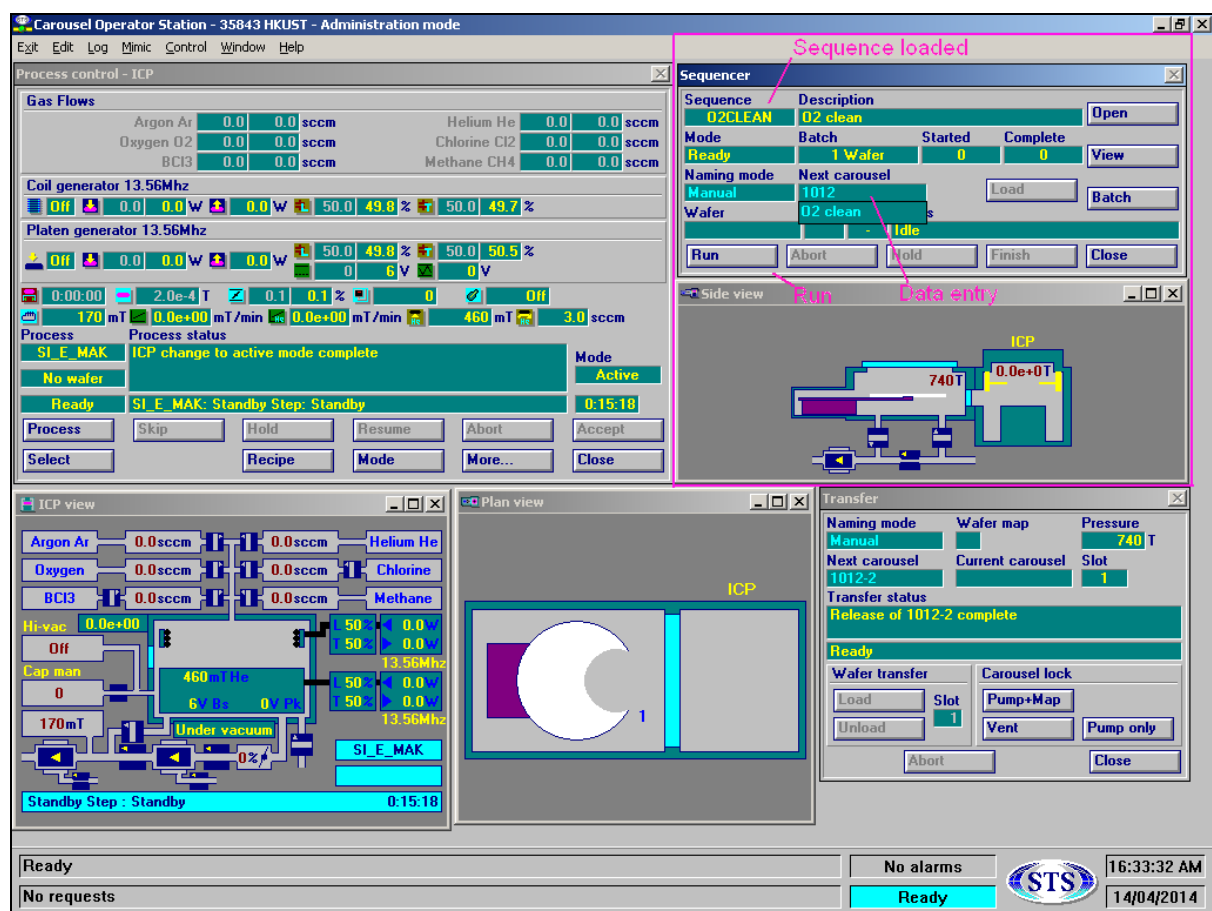 Carousel Operator Station - 35843 HKUST - Administration mode
Exit Edit Log Mimic Control Window Help
Sequence loaded
Process control - ICP
Gas Flows
Argon Ar 0.0 0.0 sccm Helium He 0.0 0.0 sccm
Oxygen O2 0.0 0.0 sccm Chlorine Cl2 0.0 0.0 sccm
BCl3 0.0 0.0 sccm Methane CH4 0.0 0.0 sccm
Coil generator 13.56Mhz
Off 0.0 0.0 W 0.0 W 50.0 49.8 % 50.0 49.7 %
Platen generator 13.56Mhz
Off 0.0 0.0 W 0.0 W 50.0 49.8 % 50.0 50.5 %
0 6 V 0 V
0:00:00 2.0e-4 T 0.1 0.1 % 0 Off
170 mT 0.0e+00 mT/min 0.0e+00 mT/min 460 mT 3.0 sccm
Process Process status
SI_E_MAK ICP change to active mode complete
Mode
No wafer Active
Ready SI_E_MAK: Standby Step: Standby 0:15:18
Process Skip Hold Resume Abort Accept
Select Recipe Mode More... Close
Sequencer
Sequence Description
O2CLEAN O2 clean Open
Mode Batch Started Complete
Ready 1 Wafer 0 0 View
Naming mode Next carousel
Manual 1012 Load Batch
Wafer O2 clean s
- Idle
Run Abort Hold Finish Close
Side view Run Data entry
ICP
740T 0.0e+0T
ICP view
Argon Ar 0.0sccm 0.0sccm Helium He
Oxygen 0.0sccm 0.0sccm Chlorine
BCl3 0.0sccm 0.0sccm Methane
Hi-vac 0.0e+00 L 50% 0.0W
Off T 50% 0.0W
13.56Mhz
Cap man 460mTHe L 50% 0.0W
0 6V Bs 0V Pk T 50% 0.0W
170mT Under vacuum 13.56Mhz
0% SI_E_MAK
Standby Step : Standby 0:15:18
Plan view
ICP
1
Transfer
Naming mode Wafer map Pressure
Manual 740 T
Next carousel Current carousel Slot
1012-2 1
Transfer status
Release of 1012-2 complete
Ready
Wafer transfer Carousel lock
Load Slot Pump+Map
Unload 1 Vent Pump only
Abort Close
Ready No alarms STS 16:33:32 AM
No requests Ready 14/04/2014